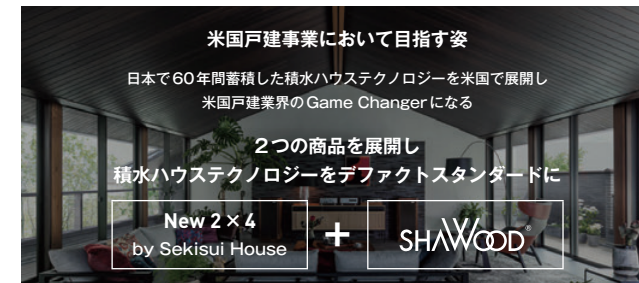 米国戸建事業において目指す姿
日本で60年間蓄積した積水ハウステクノロジーを米国で展開し
米国戸建業界のGame Changerになる
2つの商品を展開し
積水ハウステクノロジーをデファクトスタンダードに
New 2×4
by Sekisui House
+
SHAWOOD®